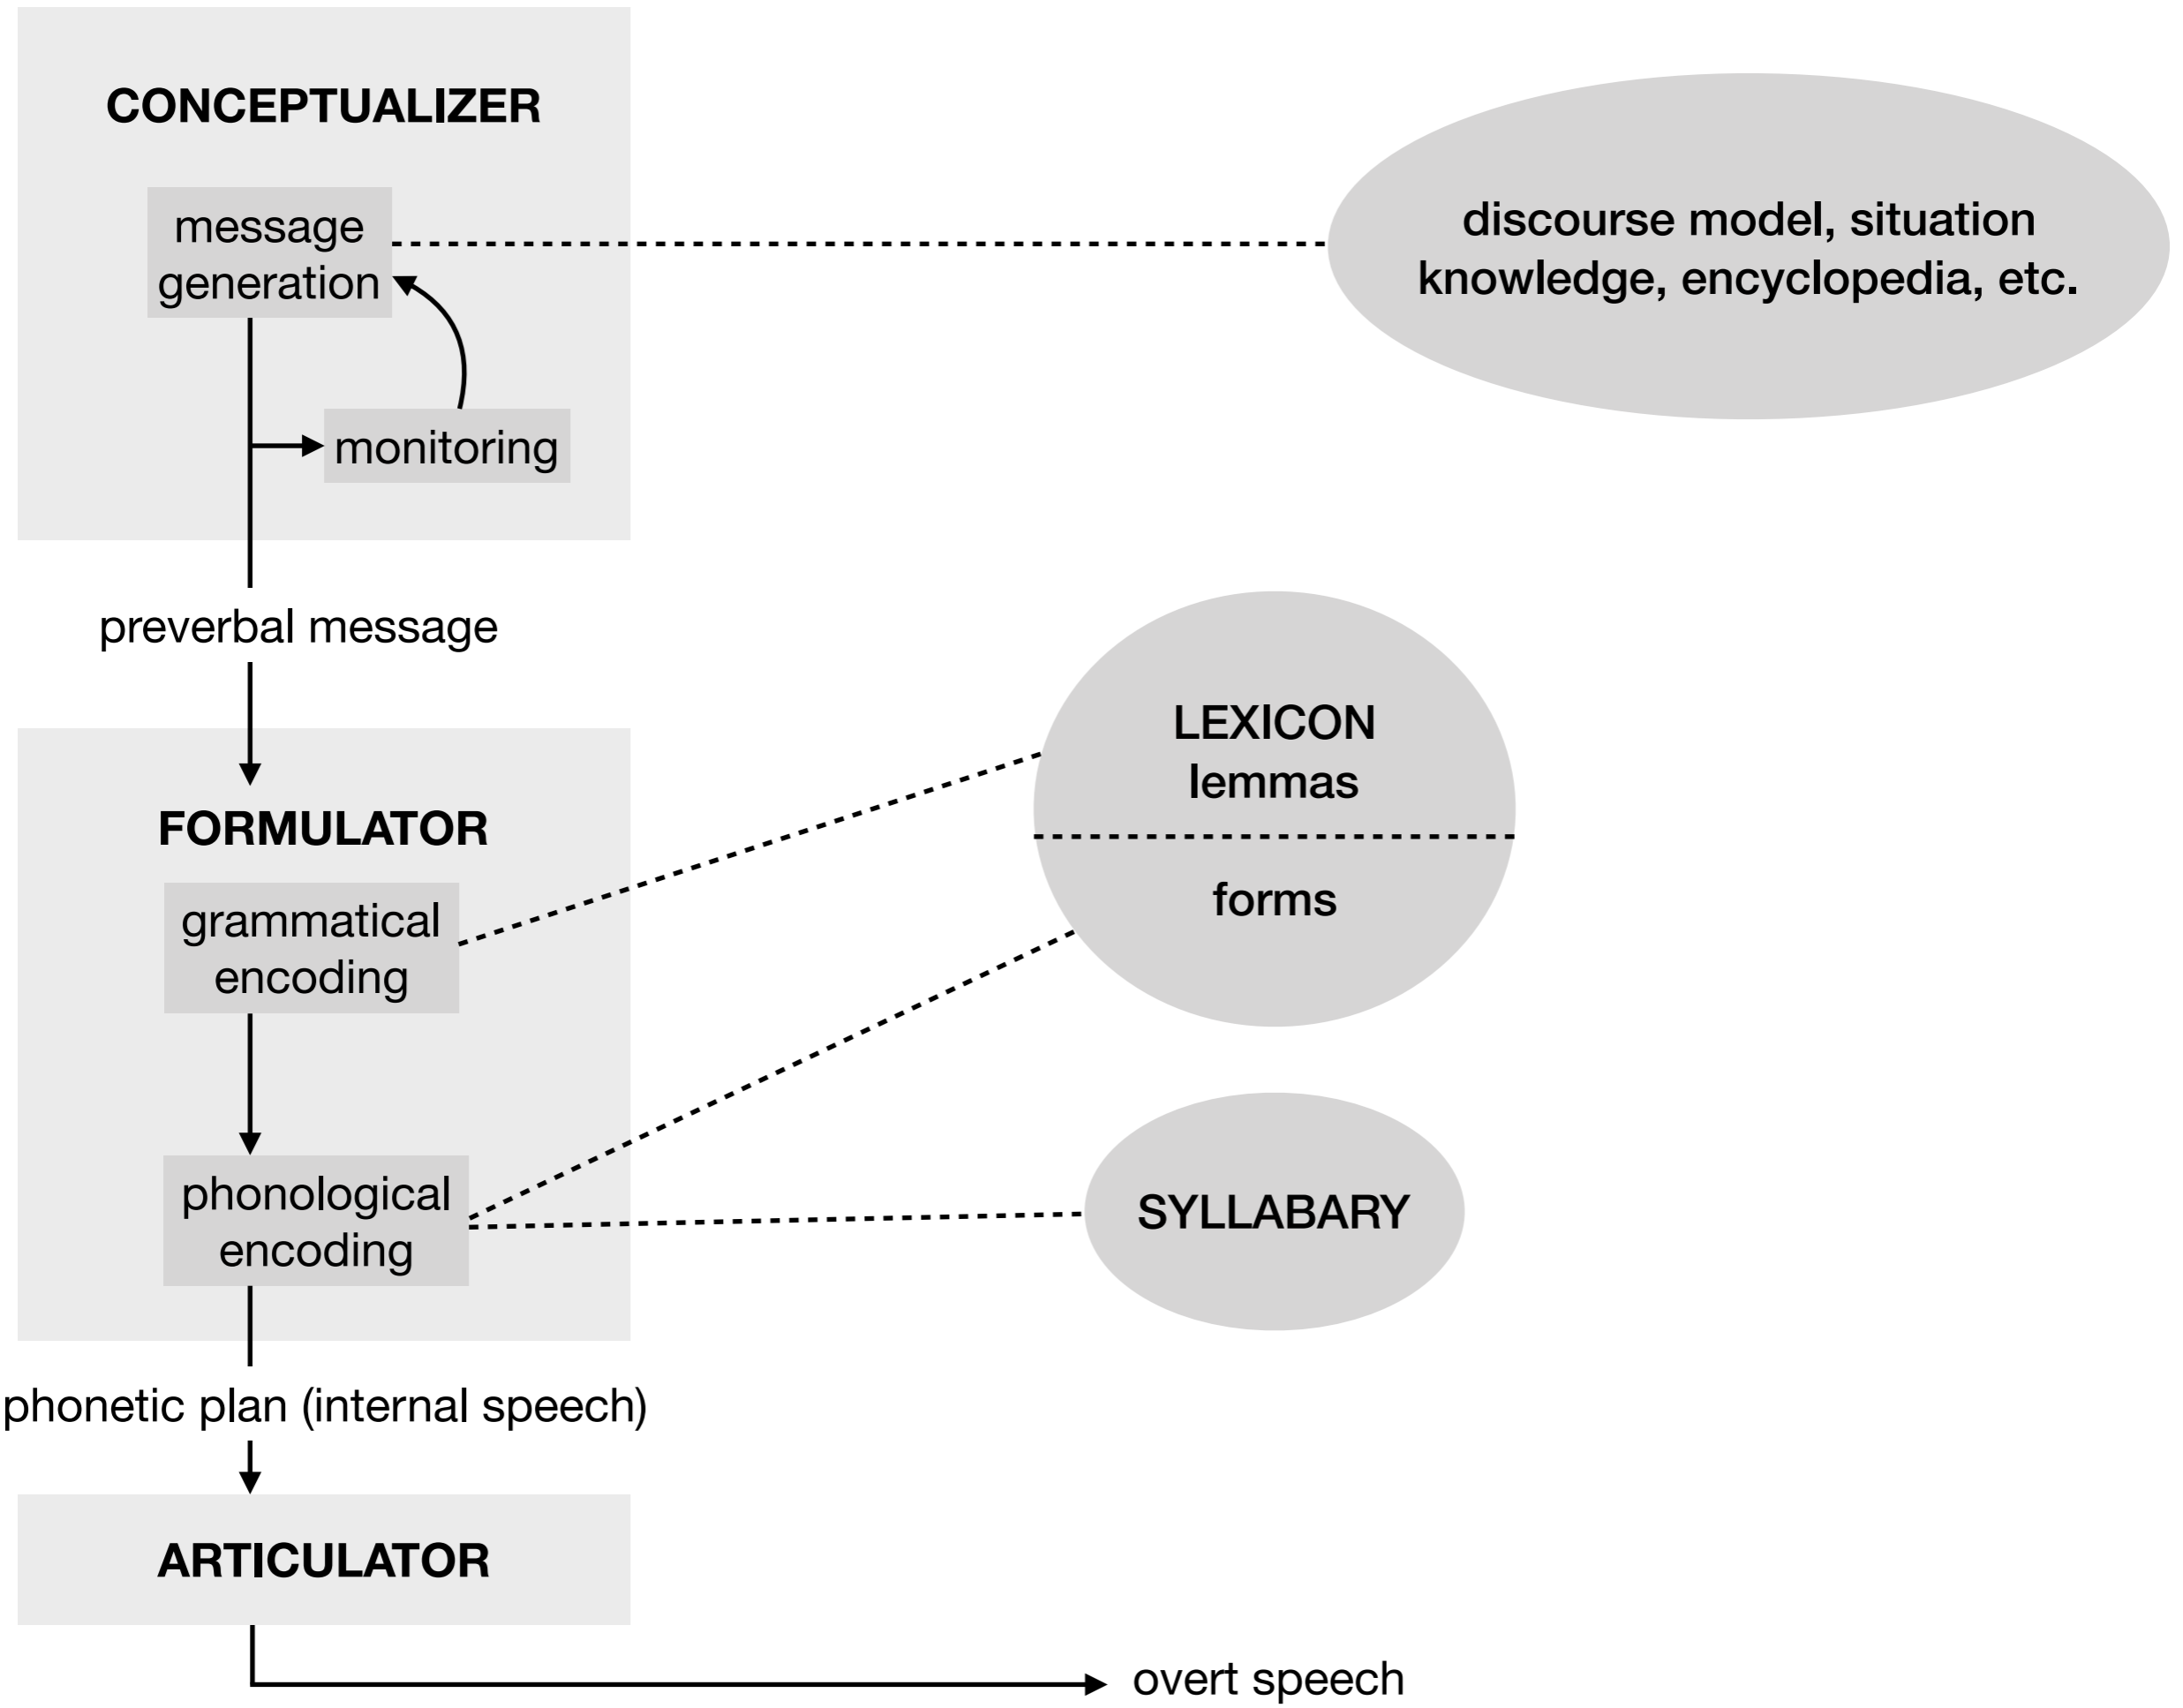 CONCEPTUALIZER
message
generation
discourse model, situation
knowledge, encyclopedia, etc.
monitoring
preverbal message
LEXICON
lemmas
FORMULATOR
forms
grammatical
encoding
phonological
encoding
SYLLABARY
phonetic plan (internal speech)
ARTICULATOR
overt speech